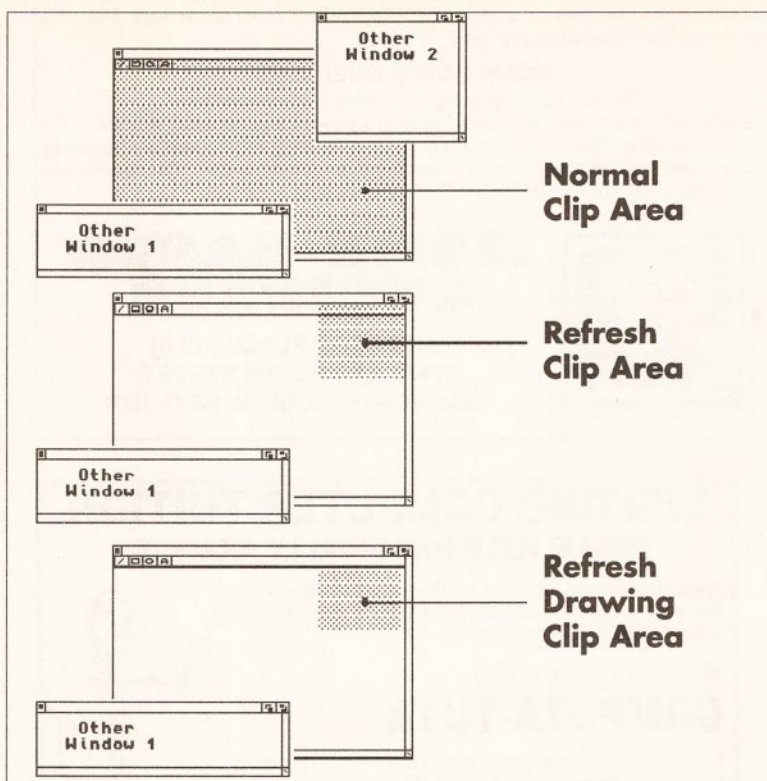 Other
Window 2
Normal
Clip Area
Other
Window 1
Refresh
Clip Area
Other
Window 1
Refresh
Drawing
Clip Area
Other
Window 1